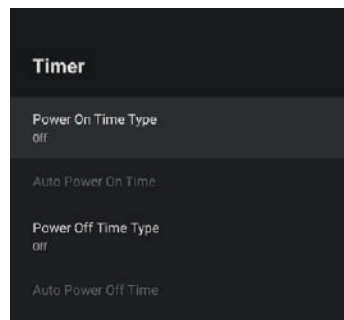 Timer
Power On Time Type
Off
Auto Power On Time
Power Off Time Type
Off
Auto Power Off Time